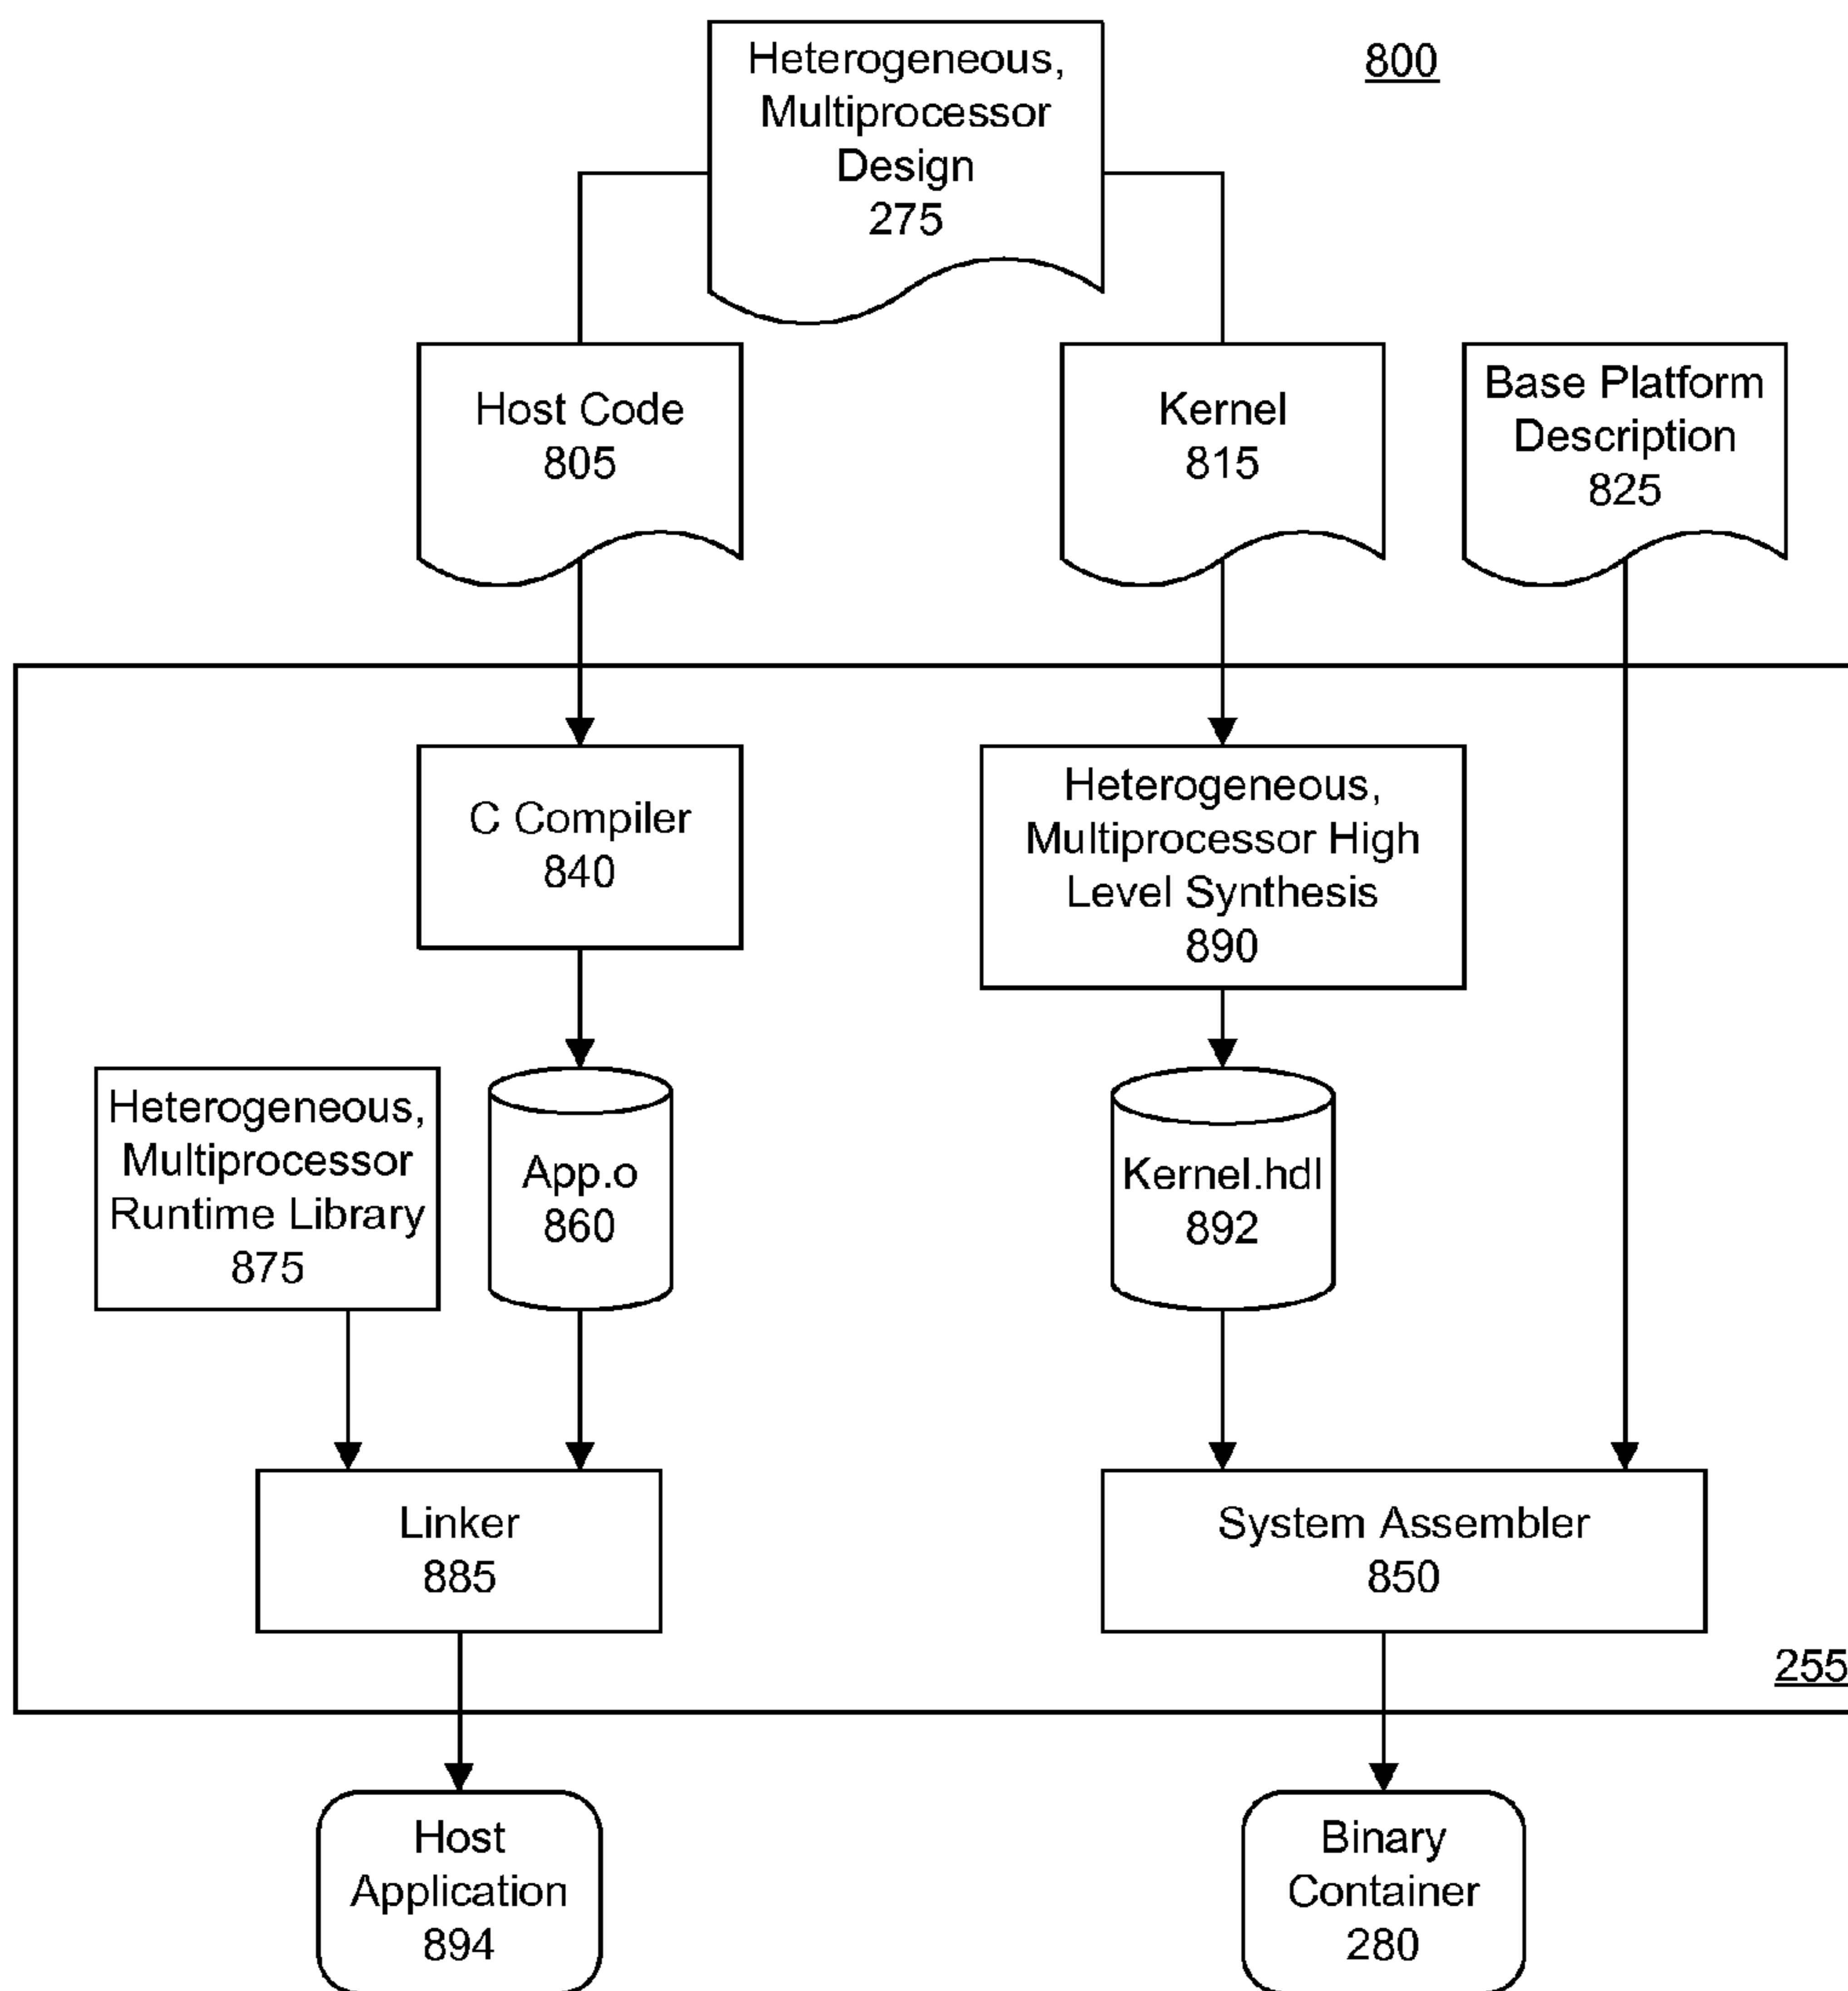 Heterogeneous,
Multiprocessor
Design
275
800
Host Code
805
Kernel
815
Base Platform
Description
825
C Compiler
840
Heterogeneous,
Multiprocessor High
Level Synthesis
890
Heterogeneous,
Multiprocessor
Runtime Library
875
App.o
860
Kernel.hdl
892
Linker
885
System Assembler
850
255
Host
Application
894
Binary
Container
280